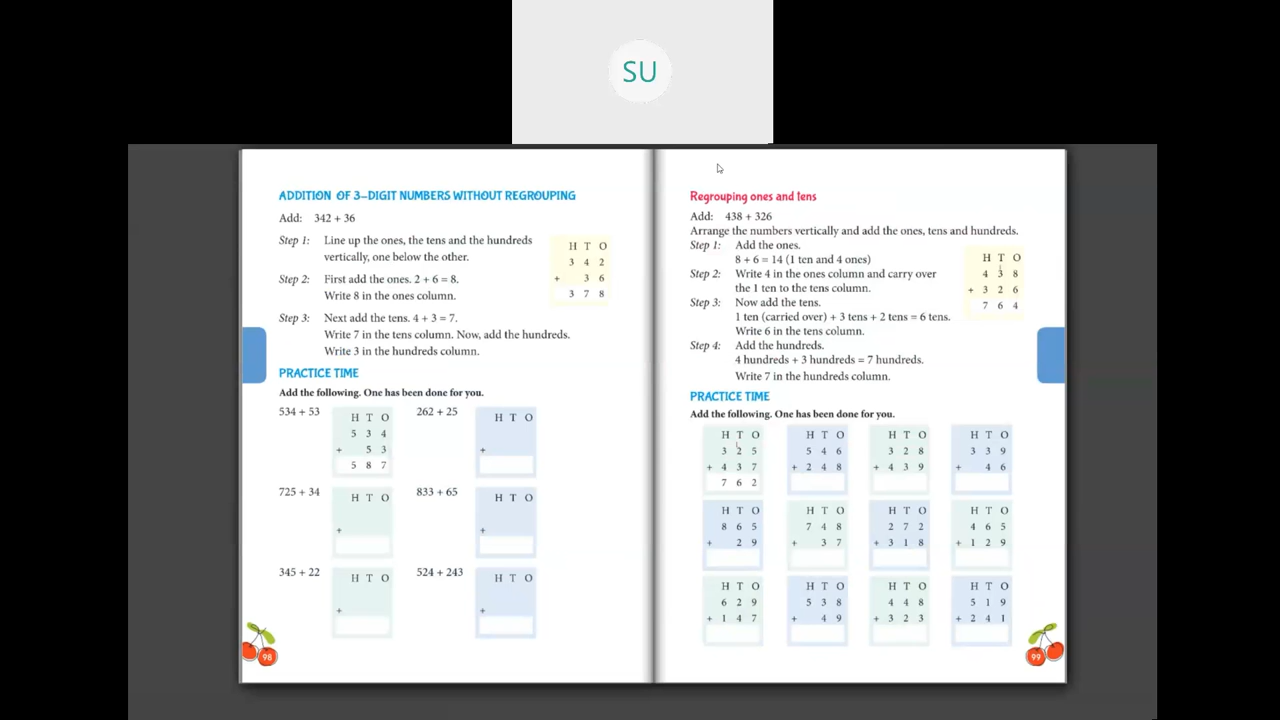 SU
ADDITION OF 3-DIGIT NUMBERS WITHOUT REGROUPING
Add: 342 + 36
Step 1: Line up the ones, the tens and the hundreds
vertically, one below the other.
Step 2: First add the ones. 2 + 6 = 8.
Write 8 in the ones column.
Step 3: Next add the tens. 4 + 3 = 7.
Write 7 in the tens column. Now, add the hundreds.
Write 3 in the hundreds column.
H T O
3 4 2
+ 3 6
3 7 8
PRACTICE TIME
Add the following. One has been done for you.
534 + 53
H T O
5 3 4
+ 5 3
5 8 7
262 + 25
H T O
+
725 + 34
H T O
+
833 + 65
H T O
+
345 + 22
H T O
+
524 + 243
H T O
+
98
Regrouping ones and tens
Add: 438 + 326
Arrange the numbers vertically and add the ones, tens and hundreds.
Step 1: Add the ones.
8 + 6 = 14 (1 ten and 4 ones)
Step 2: Write 4 in the ones column and carry over
the 1 ten to the tens column.
Step 3: Now add the tens.
1 ten (carried over) + 3 tens + 2 tens = 6 tens.
Write 6 in the tens column.
Step 4: Add the hundreds.
4 hundreds + 3 hundreds = 7 hundreds.
Write 7 in the hundreds column.
H T O
1
4 3 8
+ 3 2 6
7 6 4
PRACTICE TIME
Add the following. One has been done for you.
H T O
1
3 2 5
+ 4 3 7
7 6 2
H T O
5 4 6
+ 2 4 8
H T O
3 2 8
+ 4 3 9
H T O
3 3 9
+ 4 6
H T O
8 6 5
+ 2 9
H T O
7 4 8
+ 3 7
H T O
2 7 2
+ 3 1 8
H T O
4 6 5
+ 1 2 9
H T O
6 2 9
+ 1 4 7
H T O
5 3 8
+ 4 9
H T O
4 4 8
+ 3 2 3
H T O
5 1 9
+ 2 4 1
99